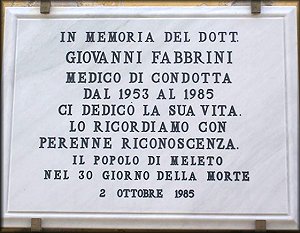 IN MEMORIA DEL DOTT.
GIOVANNI FABBRINI
MEDICO DI CONDOTTA
DAL 1953 AL 1985
CI DEDICÒ LA SUA VITA.
LO RICORDIAMO CON
PERENNE RICONOSCENZA.
IL POPOLO DI MELETO
NEL 30 GIORNO DELLA MORTE
2 OTTOBRE 1985